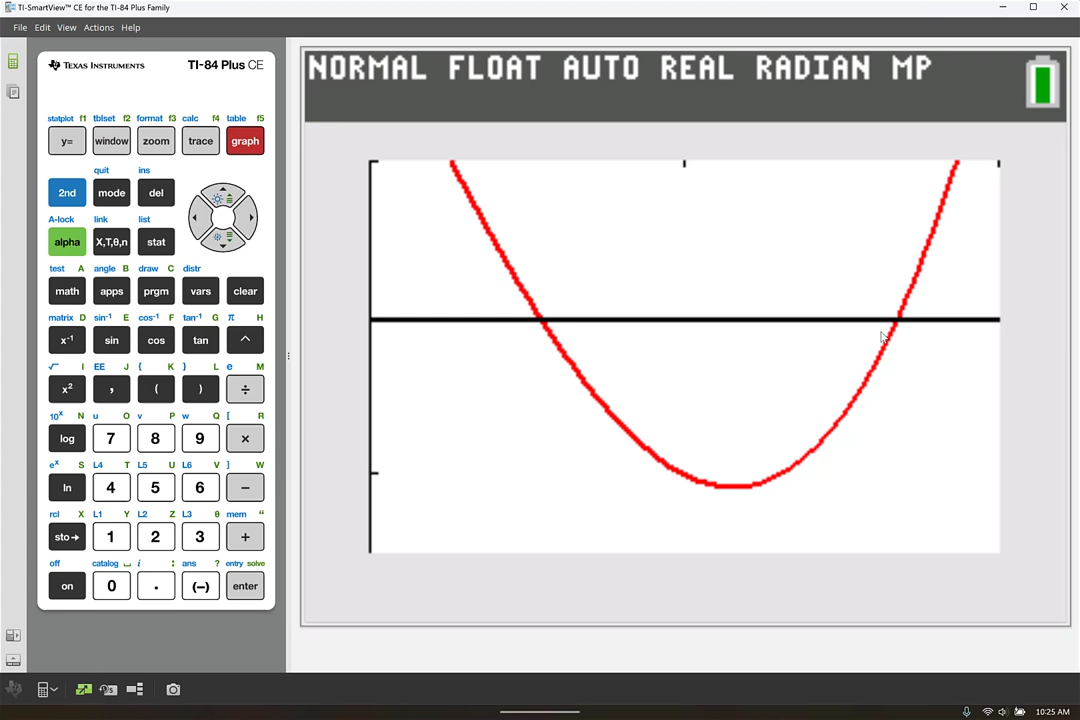 TI-SmartView™ CE for the TI-84 Plus Family
File Edit View Actions Help
TEXAS INSTRUMENTS TI-84 Plus CE
NORMAL FLOAT AUTO REAL RADIAN MP
statplot f1 tblset f2 format f3 calc f4 table f5
y= window zoom trace graph
quit ins
2nd mode del
A-lock link list
alpha X,T,θ,n stat
test A angle B draw C distr
math apps prgm vars clear
matrix D sin⁻¹ E cos⁻¹ F tan⁻¹ G π H
x⁻¹ sin cos tan ^
√ I EE J { K } L e M
x² , ( ) ÷
10ˣ N u O v P w Q [ R
log 7 8 9 ×
eˣ S L4 T L5 U L6 V ] W
ln 4 5 6 −
rcl X L1 Y L2 Z L3 θ mem “
sto→ 1 2 3 +
off catalog ␣ i : ans ? entry solve
on 0 . (−) enter
10:25 AM